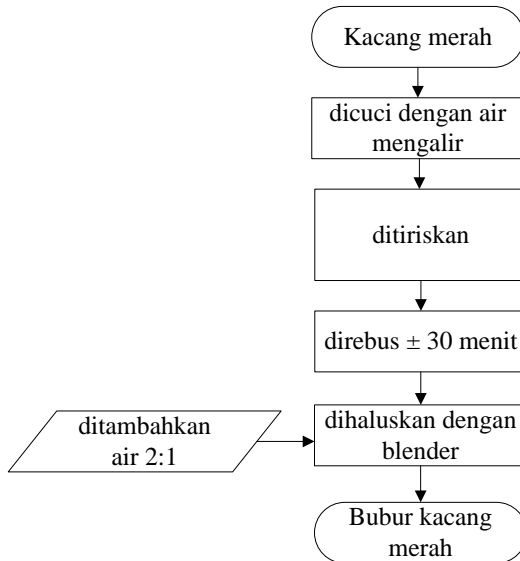 Kacang merah
dicuci dengan air
mengalir
ditiriskan
direbus ± 30 menit
ditambahkan
air 2:1
dihaluskan dengan
blender
Bubur kacang
merah